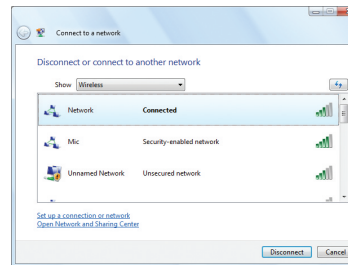 Connect to a network
Disconnect or connect to another network
Show Wireless
Network Connected
Mic Security-enabled network
Unnamed Network Unsecured network
Set up a connection or network
Open Network and Sharing Center
Disconnect Cancel